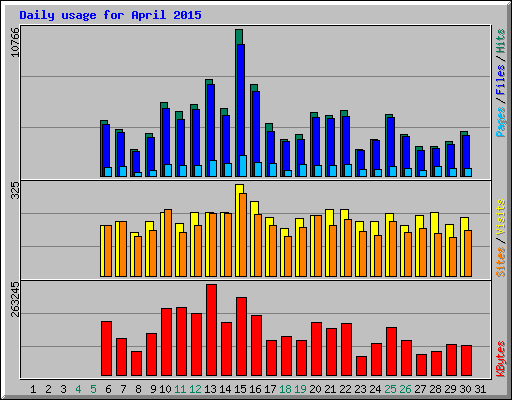 Daily usage for April 2015
10766
325
263245
Pages / Files / Hits
Sites / Visits
KBytes
1 2 3 4 5 6 7 8 9 10 11 12 13 14 15 16 17 18 19 20 21 22 23 24 25 26 27 28 29 30 31